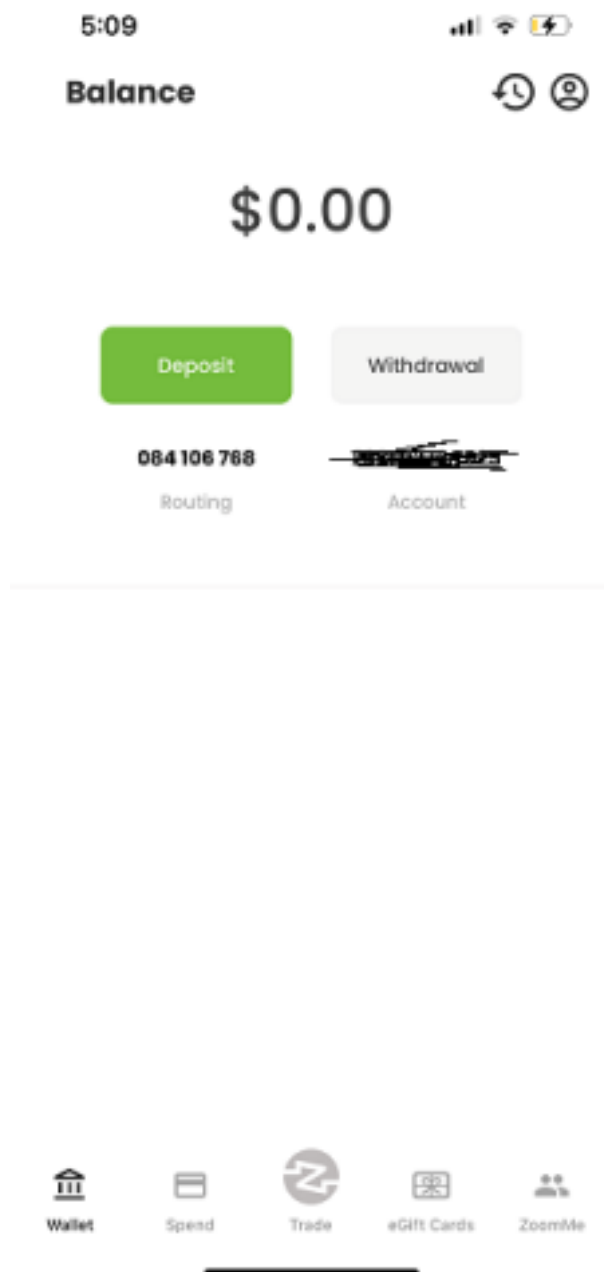 5:09
Balance
$0.00
Deposit Withdrawal
084 106 768
Routing Account
Wallet Spend Trade eGift Cards ZoomMe